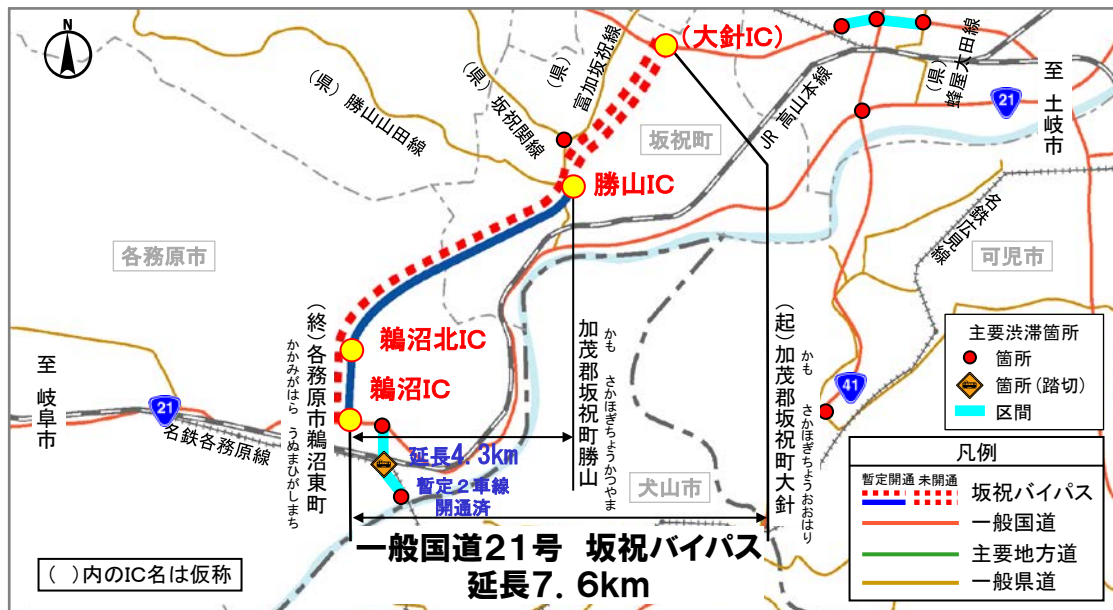 N
(大針IC)
(県)
蜂屋太田線
至 土岐市
21
(県)
富加坂祝線
(県) 坂祝関線
(県) 勝山山田線
JR 高山本線
坂祝町
勝山IC
名鉄広見線
各務原市
可児市
鵜沼北IC
鵜沼IC
至 岐阜市
21
名鉄各務原線
(終)各務原市鵜沼東町
かかみがはら うぬまひがしまち
加茂郡坂祝町勝山
かも さかほぎちょうかつやま
(起)加茂郡坂祝町大針
かも さかほぎちょうおおはり
41
犬山市
延長4.3km
暫定2車線
開通済
一般国道21号 坂祝バイパス
延長7.6km
( )内のIC名は仮称
主要渋滞箇所
箇所
箇所(踏切)
区間
凡例
暫定開通 未開通
坂祝バイパス
一般国道
主要地方道
一般県道